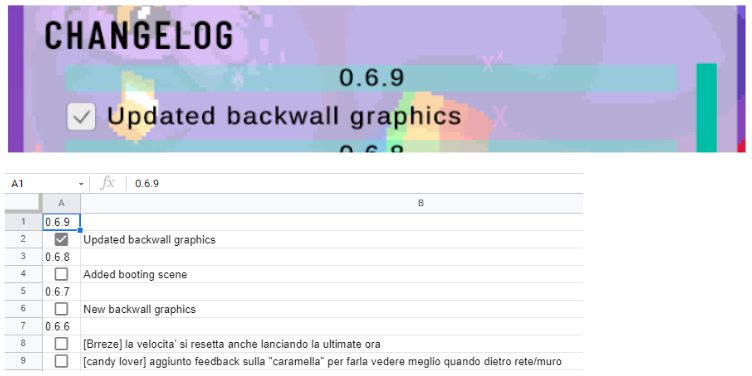 CHANGELOG
0.6.9
Updated backwall graphics
0.6.8
A1 fx 0.6.9
A B
1 0.6.9
2 Updated backwall graphics
3 0.6.8
4 Added booting scene
5 0.6.7
6 New backwall graphics
7 0.6.6
8 [Brreze] la velocita' si resetta anche lanciando la ultimate ora
9 [candy lover] aggiunto feedback sulla "caramella" per farla vedere meglio quando dietro rete/muro